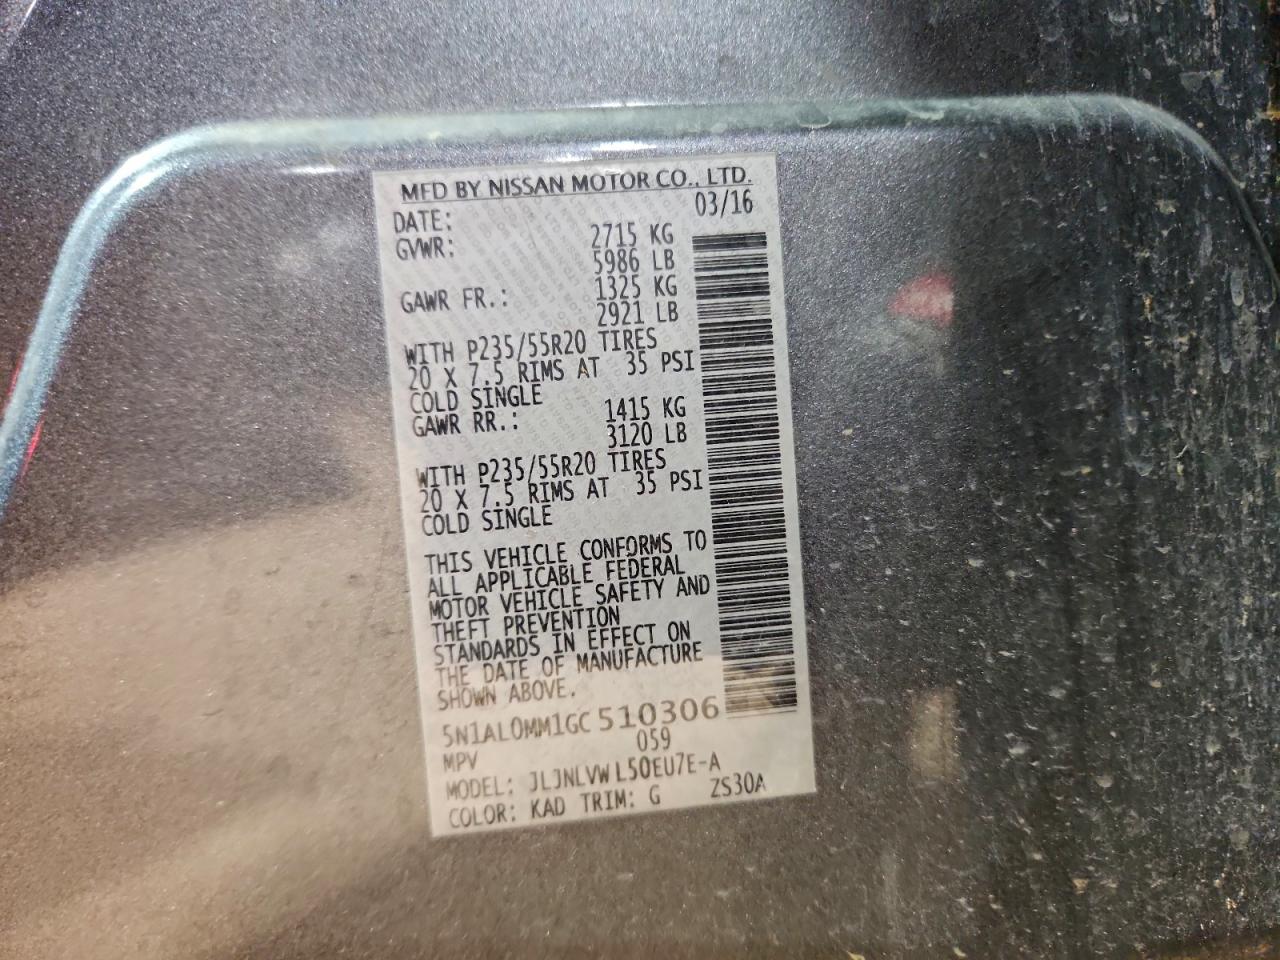 MFD BY NISSAN MOTOR CO., LTD.
DATE: 03/16
GVWR: 2715 KG
5986 LB
GAWR FR.: 1325 KG
2921 LB
WITH P235/55R20 TIRES
20 X 7.5 RIMS AT 35 PSI
COLD SINGLE
GAWR RR.: 1415 KG
3120 LB
WITH P235/55R20 TIRES
20 X 7.5 RIMS AT 35 PSI
COLD SINGLE
THIS VEHICLE CONFORMS TO
ALL APPLICABLE FEDERAL
MOTOR VEHICLE SAFETY AND
THEFT PREVENTION
STANDARDS IN EFFECT ON
THE DATE OF MANUFACTURE
SHOWN ABOVE.
5N1AL0MM1GC510306
MPV 059
MODEL: JLJNLVWL50EU7E-A
COLOR: KAD TRIM: G ZS30A